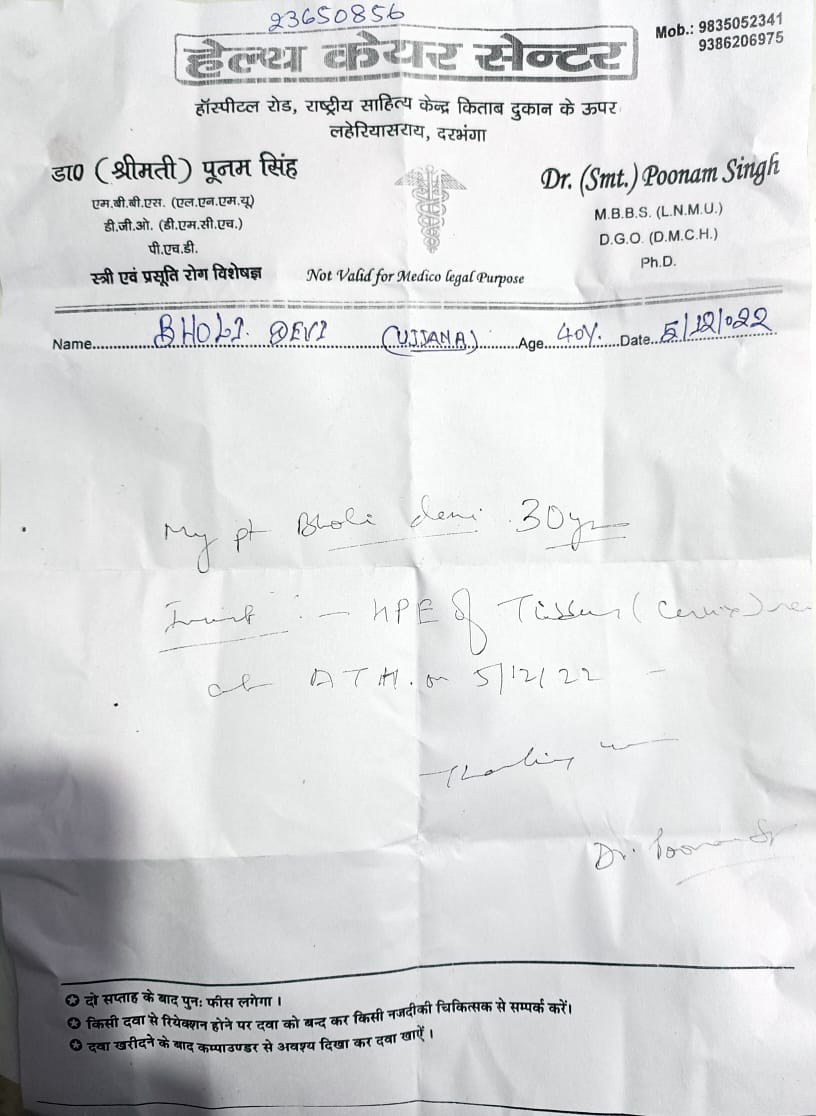 23650856
Mob.: 9835052341
9386206975
हेल्थ केयर सेन्टर
हॉस्पीटल रोड, राष्ट्रीय साहित्य केन्द्र किताब दुकान के ऊपर
लहेरियासराय, दरभंगा
डा0 (श्रीमती) पूनम सिंह
एम.बी.बी.एस. (एल.एन.एम.यू)
डी.जी.ओ. (डी.एम.सी.एच.)
पी.एच.डी.
स्त्री एवं प्रसूति रोग विशेषज्ञ
Not Valid for Medico legal Purpose
Dr. (Smt.) Poonam Singh
M.B.B.S. (L.N.M.U.)
D.G.O. (D.M.C.H.)
Ph.D.
Name BHOLI DEVI (UJJANA) Age 40Y. Date 5/12/022
My pt Bholi devi 30yr
:- HPE of Tissue (Cervix)
at ATH. on 5/12/22 -
Thanking
Dr. Poonam
दो सप्ताह के बाद पुनः फीस लगेगा ।
किसी दवा से रियेक्शन होने पर दवा को बन्द कर किसी नजदीकी चिकित्सक से सम्पर्क करें।
दवा खरीदने के बाद कम्पाउण्डर से अवश्य दिखा कर दवा खाऐं ।